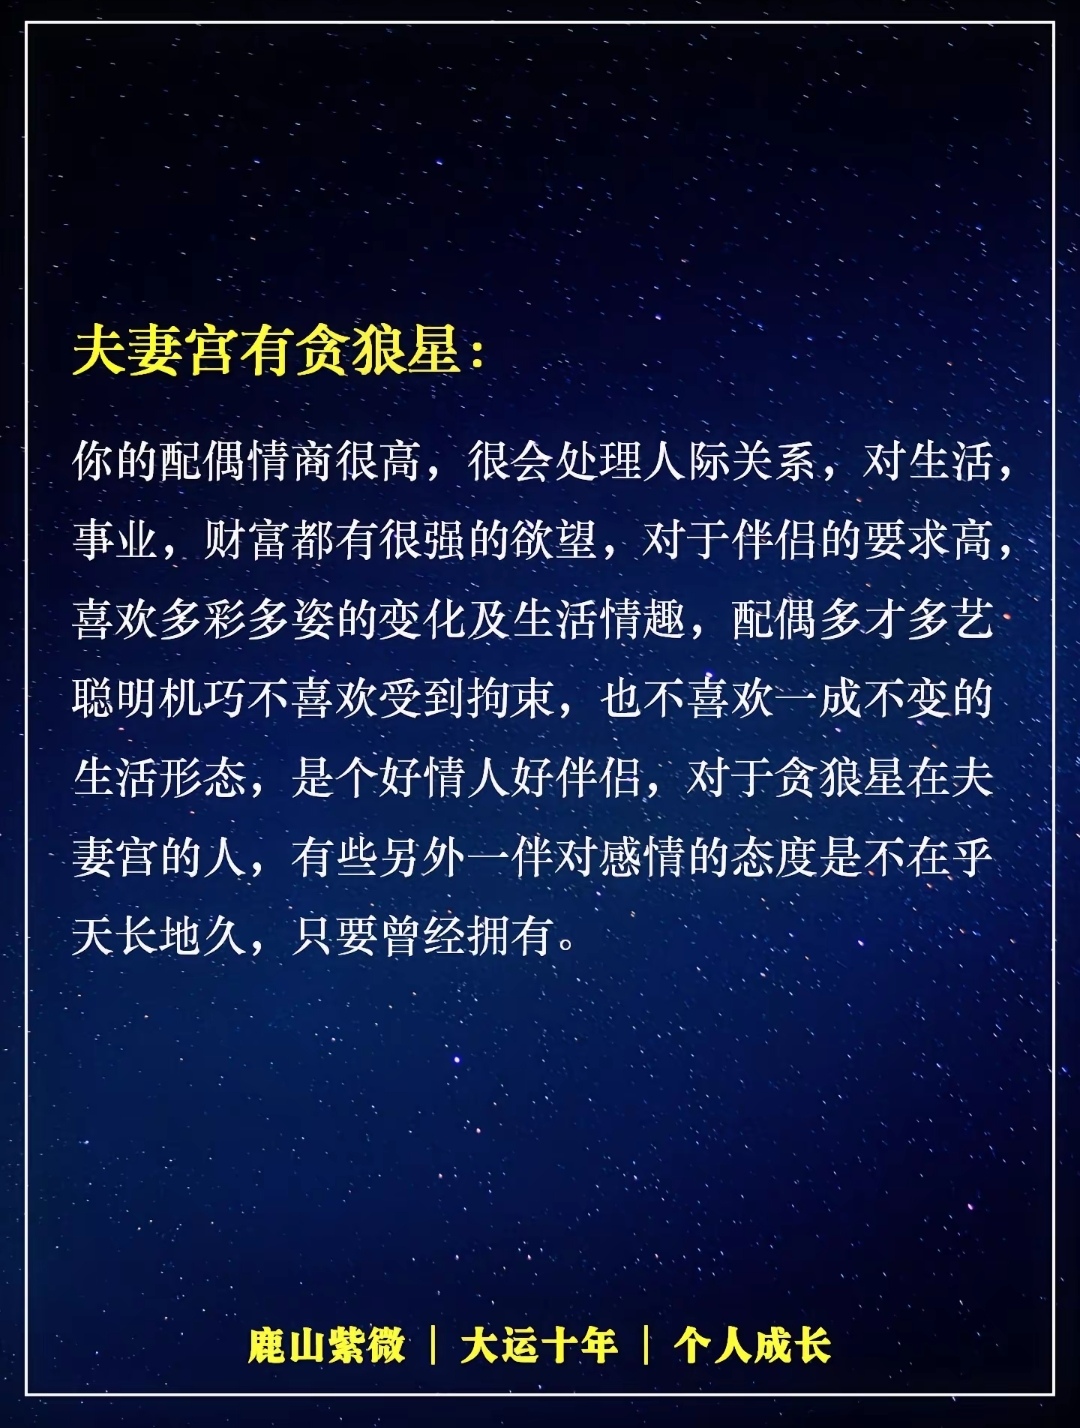 夫妻宫有贪狼星：
你的配偶情商很高，很会处理人际关系，对生活，
事业，财富都有很强的欲望，对于伴侣的要求高，
喜欢多彩多姿的变化及生活情趣，配偶多才多艺
聪明机巧不喜欢受到拘束，也不喜欢一成不变的
生活形态，是个好情人好伴侣，对于贪狼星在夫
妻宫的人，有些另外一伴对感情的态度是不在乎
天长地久，只要曾经拥有。
鹿山紫微｜大运十年｜个人成长